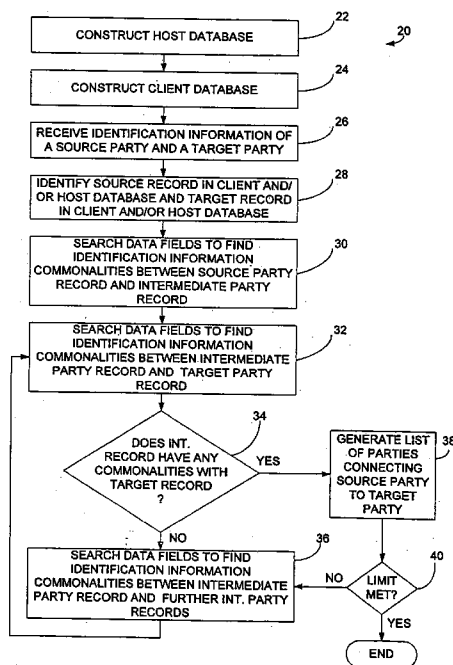 22
CONSTRUCT HOST DATABASE
20
24
CONSTRUCT CLIENT DATABASE
26
RECEIVE IDENTIFICATION INFORMATION OF
A SOURCE PARTY AND A TARGET PARTY
28
IDENTIFY SOURCE RECORD IN CLIENT AND/
OR HOST DATABASE AND TARGET RECORD
IN CLIENT AND/OR HOST DATABASE
30
SEARCH DATA FIELDS TO FIND
IDENTIFICATION INFORMATION
COMMONALITIES BETWEEN SOURCE PARTY
RECORD AND INTERMEDIATE PARTY
RECORD
32
SEARCH DATA FIELDS TO FIND
IDENTIFICATION INFORMATION
COMMONALITIES BETWEEN INTERMEDIATE
PARTY RECORD AND TARGET PARTY
RECORD
34
DOES INT.
RECORD HAVE ANY
COMMONALITIES WITH
TARGET RECORD
?
YES
NO
38
GENERATE LIST
OF PARTIES
CONNECTING
SOURCE PARTY
TO TARGET
PARTY
36
SEARCH DATA FIELDS TO FIND
IDENTIFICATION INFORMATION
COMMONALITIES BETWEEN INTERMEDIATE
PARTY RECORD AND FURTHER INT. PARTY
RECORDS
40
LIMIT
MET?
NO
YES
END